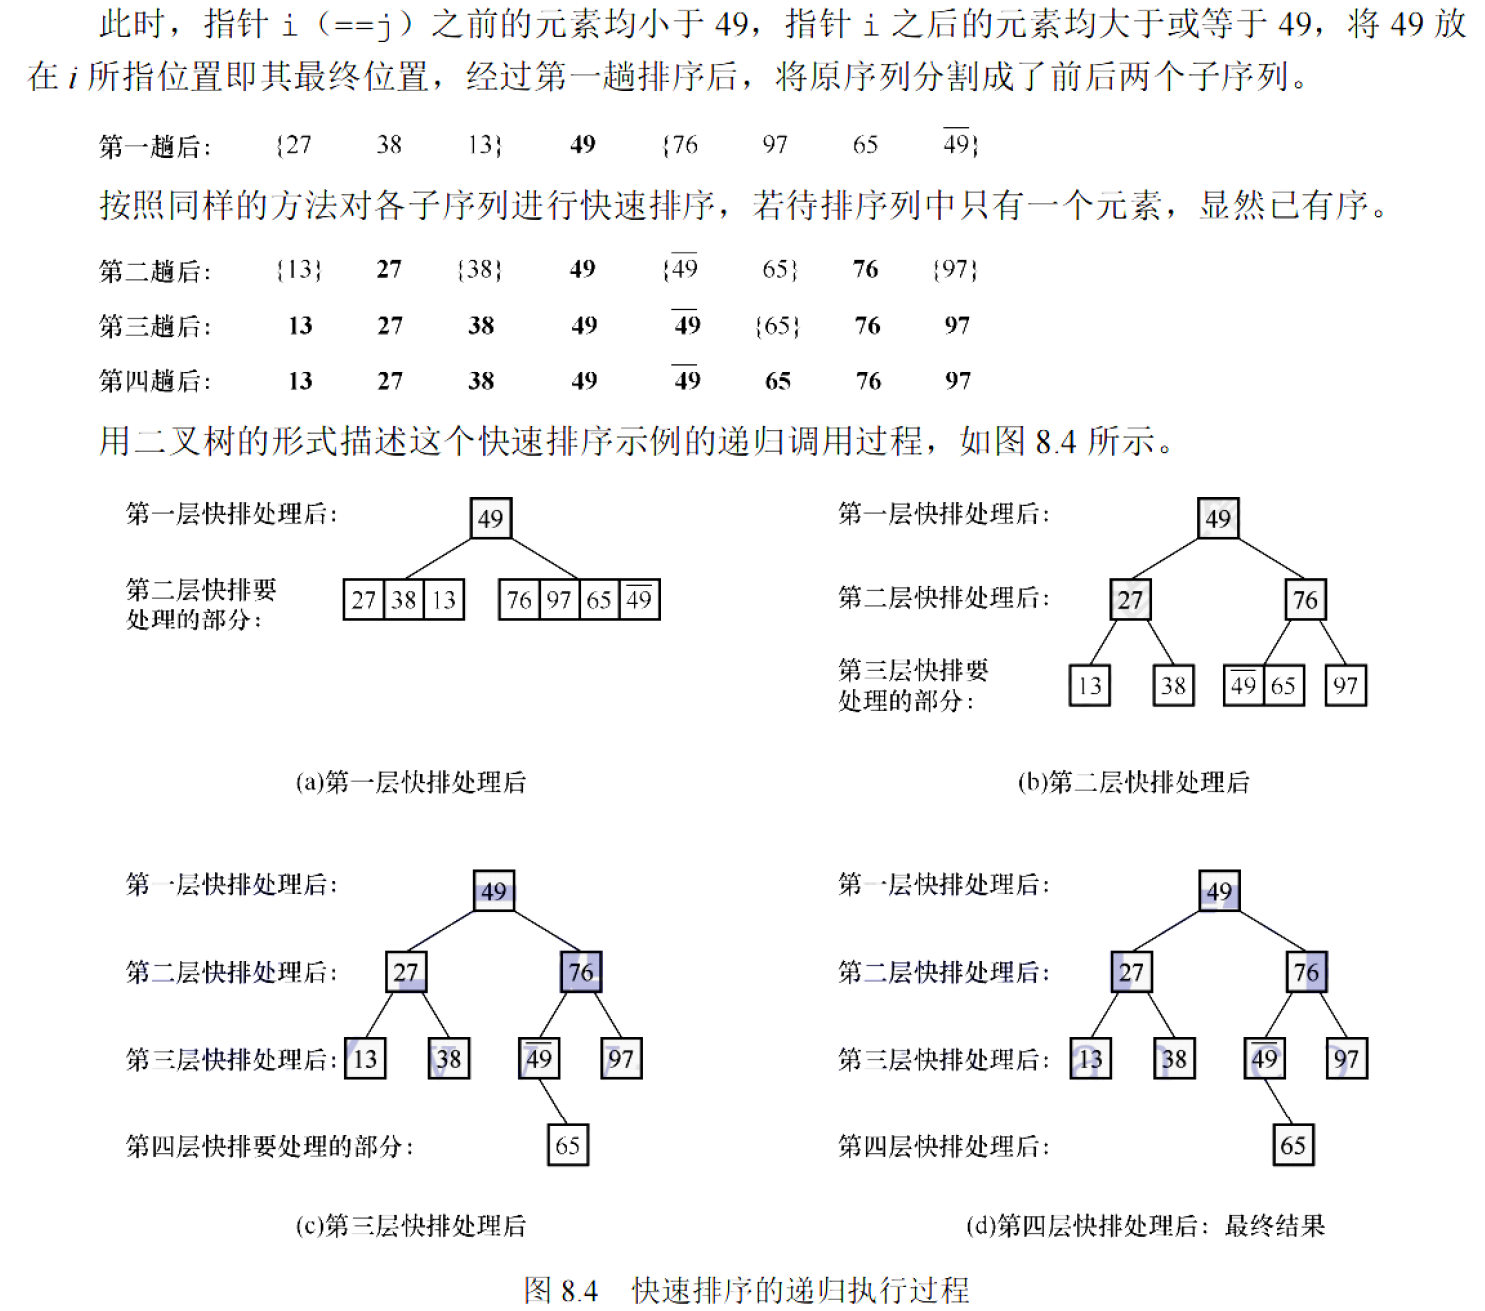 此时，指针 i（==j）之前的元素均小于 49，指针 i 之后的元素均大于或等于 49，将 49 放
在 i 所指位置即其最终位置，经过第一趟排序后，将原序列分割成了前后两个子序列。
第一趟后： {27 38 13} 49 {76 97 65 4̅9̅}
按照同样的方法对各子序列进行快速排序，若待排序列中只有一个元素，显然已有序。
第二趟后： {13} 27 {38} 49 {4̅9̅ 65} 76 {97}
第三趟后： 13 27 38 49 4̅9̅ {65} 76 97
第四趟后： 13 27 38 49 4̅9̅ 65 76 97
用二叉树的形式描述这个快速排序示例的递归调用过程，如图 8.4 所示。
第一层快排处理后： 49
第二层快排要
处理的部分： 27 38 13 76 97 65 4̅9̅
(a)第一层快排处理后
第一层快排处理后： 49
第二层快排处理后： 27 76
第三层快排要
处理的部分： 13 38 4̅9̅ 65 97
(b)第二层快排处理后
第一层快排处理后： 49
第二层快排处理后： 27 76
第三层快排处理后： 13 38 4̅9̅ 97
第四层快排要处理的部分： 65
(c)第三层快排处理后
第一层快排处理后： 49
第二层快排处理后： 27 76
第三层快排处理后： 13 38 4̅9̅ 97
第四层快排处理后： 65
(d)第四层快排处理后：最终结果
图 8.4 快速排序的递归执行过程